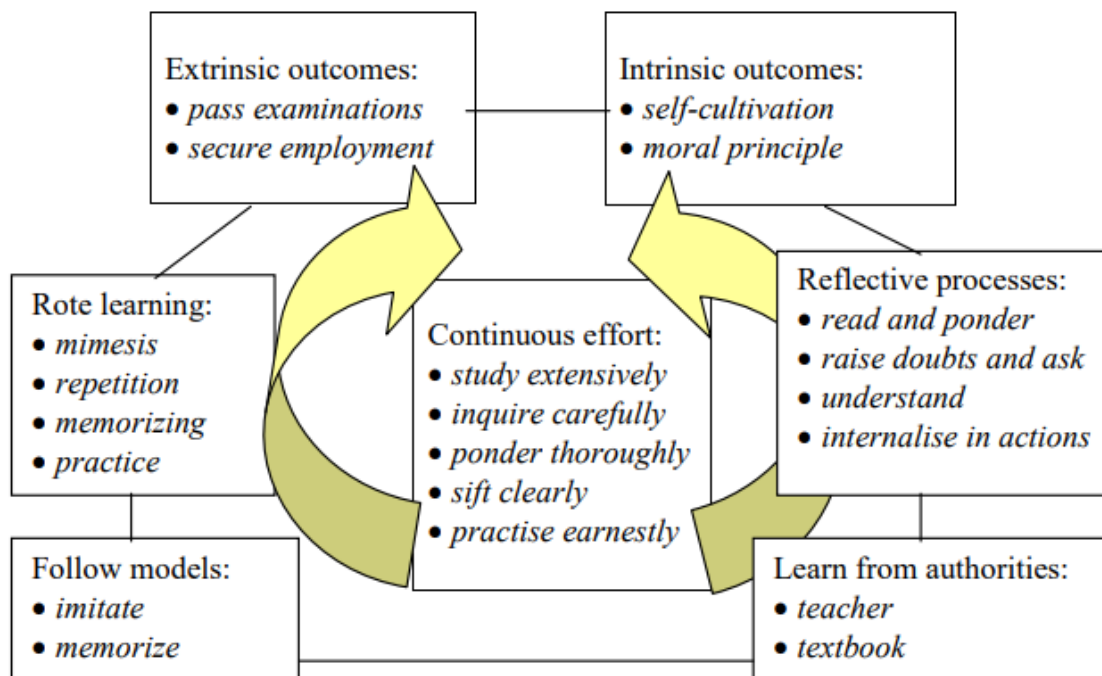 Extrinsic outcomes:
• pass examinations
• secure employment
Intrinsic outcomes:
• self-cultivation
• moral principle
Rote learning:
• mimesis
• repetition
• memorizing
• practice
Continuous effort:
• study extensively
• inquire carefully
• ponder thoroughly
• sift clearly
• practise earnestly
Reflective processes:
• read and ponder
• raise doubts and ask
• understand
• internalise in actions
Follow models:
• imitate
• memorize
Learn from authorities:
• teacher
• textbook